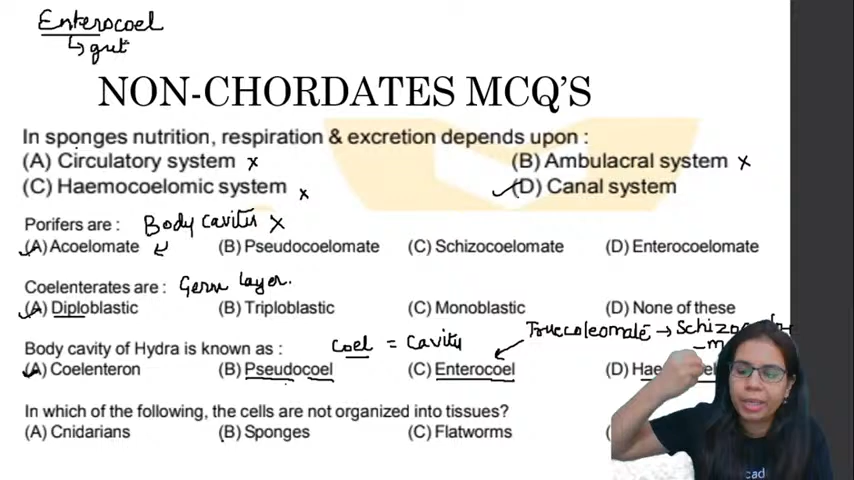 Enterocoel
↳ gut
NON-CHORDATES MCQ'S
In sponges nutrition, respiration & excretion depends upon :
(A) Circulatory system x (B) Ambulacral system x
(C) Haemocoelomic system x (D) Canal system
Porifers are : Body cavities X
(A) Acoelomate (B) Pseudocoelomate (C) Schizocoelomate (D) Enterocoelomate
Coelenterates are : Germ layer.
(A) Diploblastic (B) Triploblastic (C) Monoblastic (D) None of these
Body cavity of Hydra is known as : coel = cavity Truecoleomate →
(A) Coelenteron (B) Pseudocoel (C) Enterocoel (D)
In which of the following, the cells are not organized into tissues?
(A) Cnidarians (B) Sponges (C) Flatworms